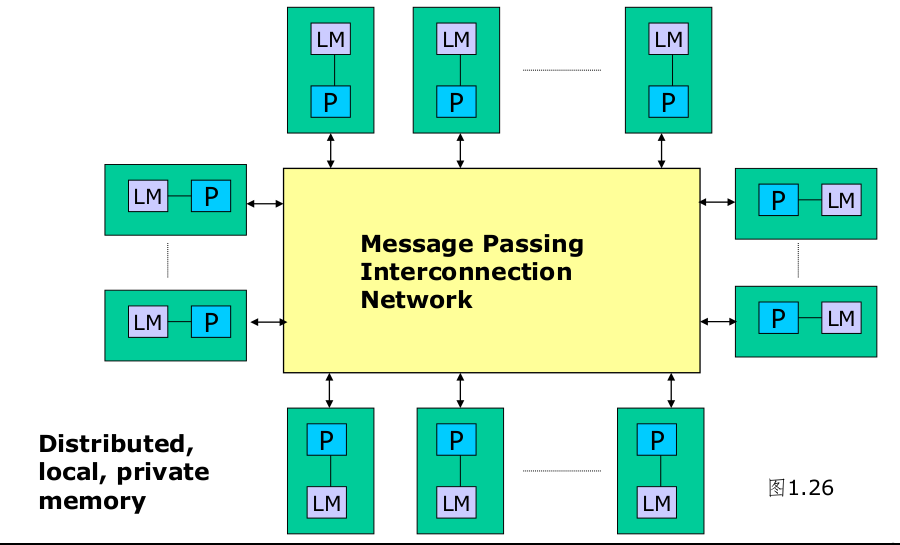 LM LM LM
P P P
LM P
P LM
Message Passing
Interconnection
Network
LM P
P LM
P P P
LM LM LM
Distributed,
local, private
memory
图1.26